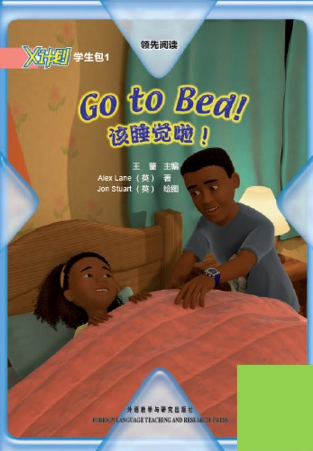 领先阅读
X计划 学生包1
Go to Bed!
该睡觉啦！
王 蔷 主编
Alex Lane（英）著
Jon Stuart（英）绘图
外语教学与研究出版社
FOREIGN LANGUAGE TEACHING AND RESEARCH PRESS